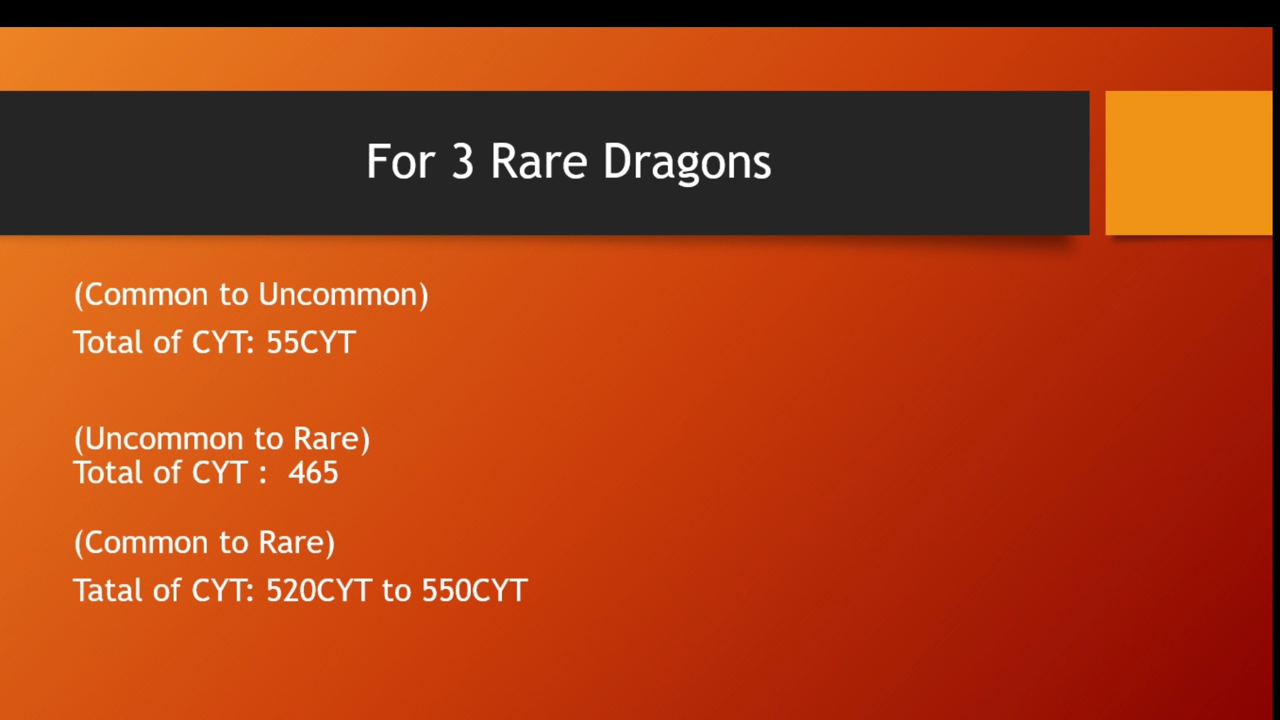 For 3 Rare Dragons
(Common to Uncommon)
Total of CYT: 55CYT
(Uncommon to Rare)
Total of CYT :  465
(Common to Rare)
Tatal of CYT: 520CYT to 550CYT